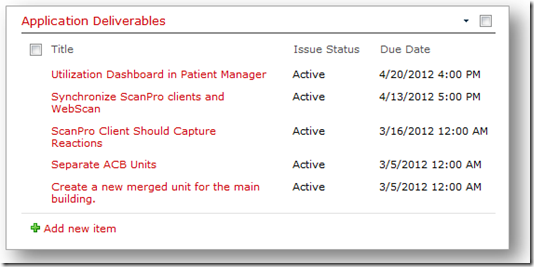 Application Deliverables
Title Issue Status Due Date
Utilization Dashboard in Patient Manager Active 4/20/2012 4:00 PM
Synchronize ScanPro clients and Active 4/13/2012 5:00 PM
WebScan
ScanPro Client Should Capture Active 3/16/2012 12:00 AM
Reactions
Separate ACB Units Active 3/5/2012 12:00 AM
Create a new merged unit for the main Active 3/5/2012 12:00 AM
building.
Add new item